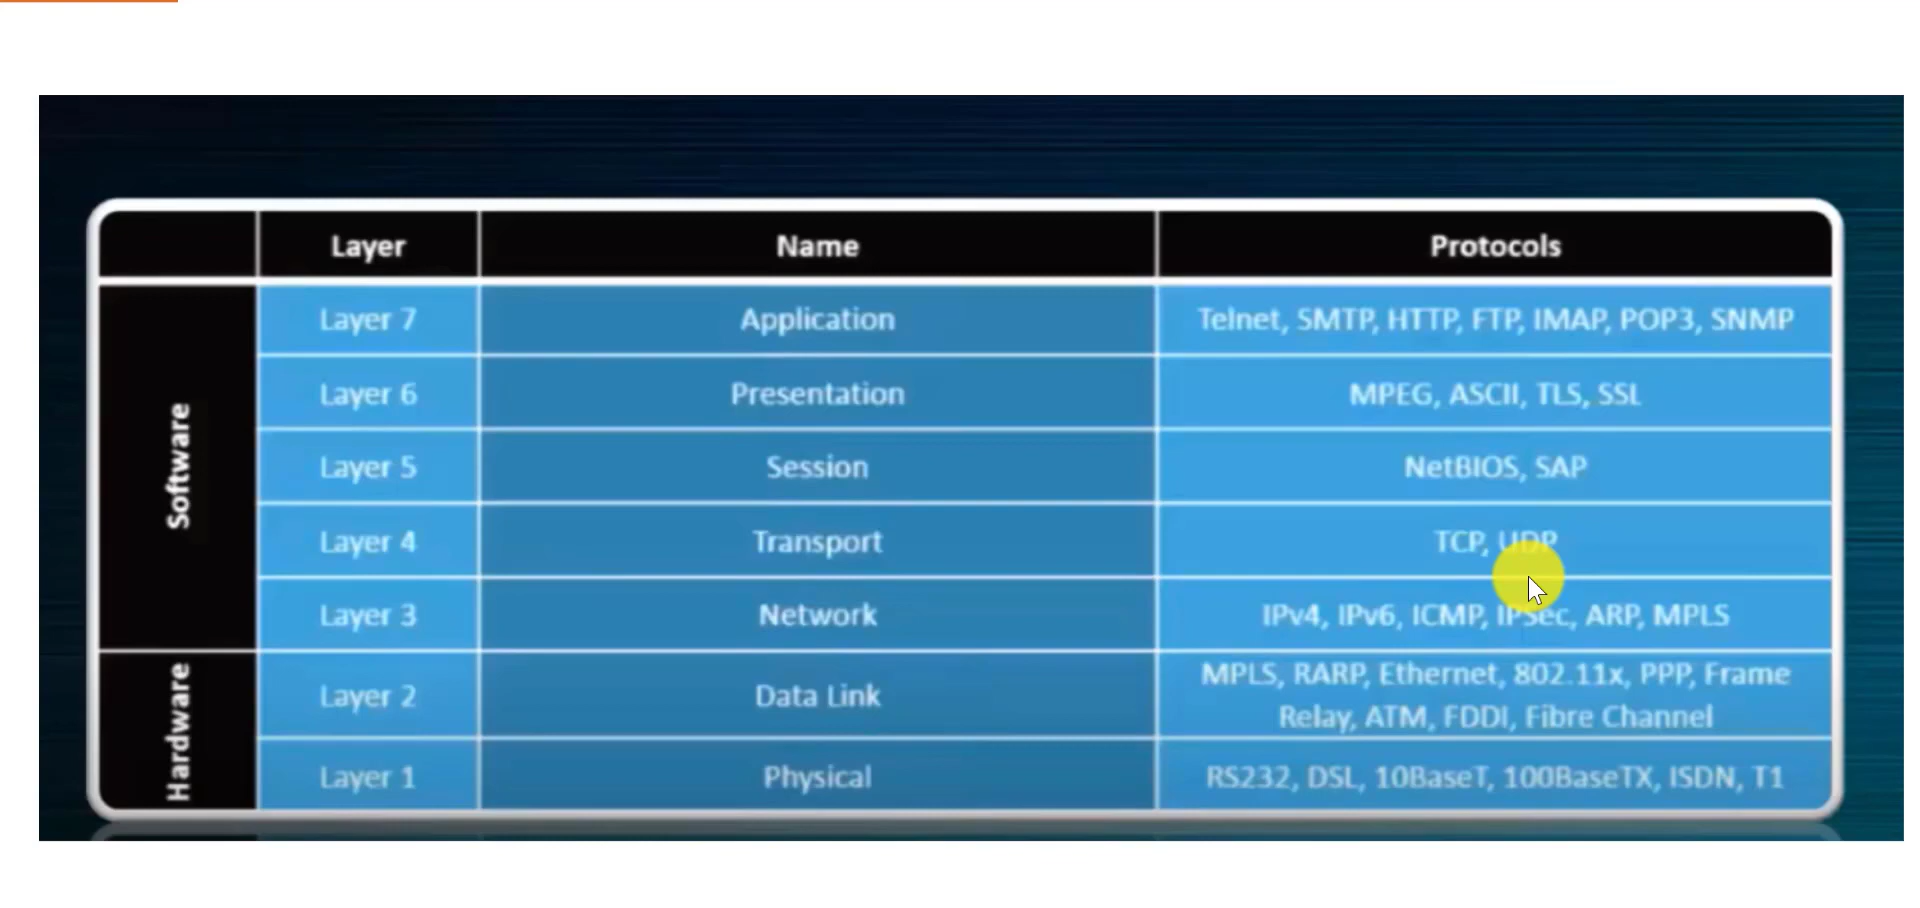 Layer Name Protocols
Software
Layer 7 Application Telnet, SMTP, HTTP, FTP, IMAP, POP3, SNMP
Layer 6 Presentation MPEG, ASCII, TLS, SSL
Layer 5 Session NetBIOS, SAP
Layer 4 Transport TCP, UDP
Layer 3 Network IPv4, IPv6, ICMP, IPSec, ARP, MPLS
Hardware
Layer 2 Data Link MPLS, RARP, Ethernet, 802.11x, PPP, Frame
Relay, ATM, FDDI, Fibre Channel
Layer 1 Physical RS232, DSL, 10BaseT, 100BaseTX, ISDN, T1